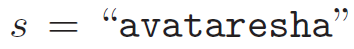 s = “avataresha”